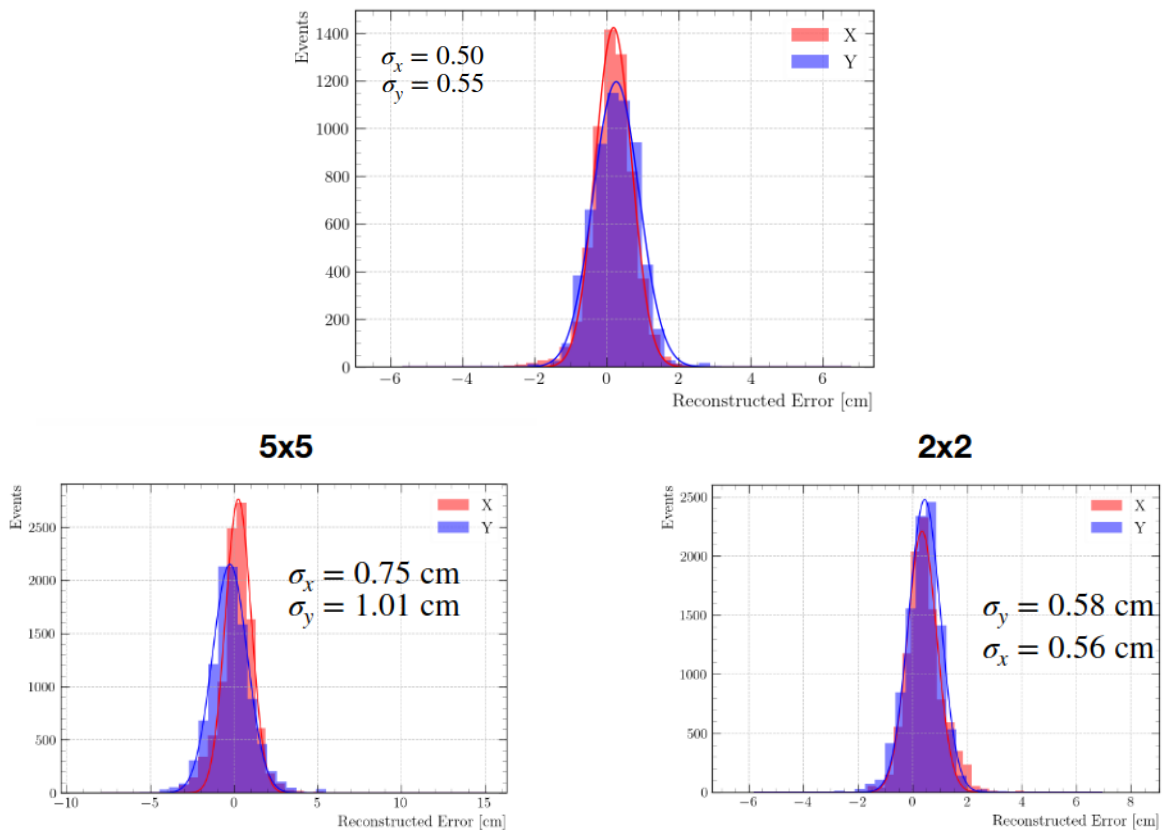 Events
1400
1200
1000
800
600
400
200
0
σx = 0.50
σy = 0.55
X
Y
−6 −4 −2 0 2 4 6
Reconstructed Error [cm]
5x5
Events
2500
2000
1500
1000
500
0
X
Y
σx = 0.75 cm
σy = 1.01 cm
−10 −5 0 5 10 15
Reconstructed Error [cm]
2x2
Events
2500
2000
1500
1000
500
0
X
Y
σy = 0.58 cm
σx = 0.56 cm
−6 −4 −2 0 2 4 6 8
Reconstructed Error [cm]